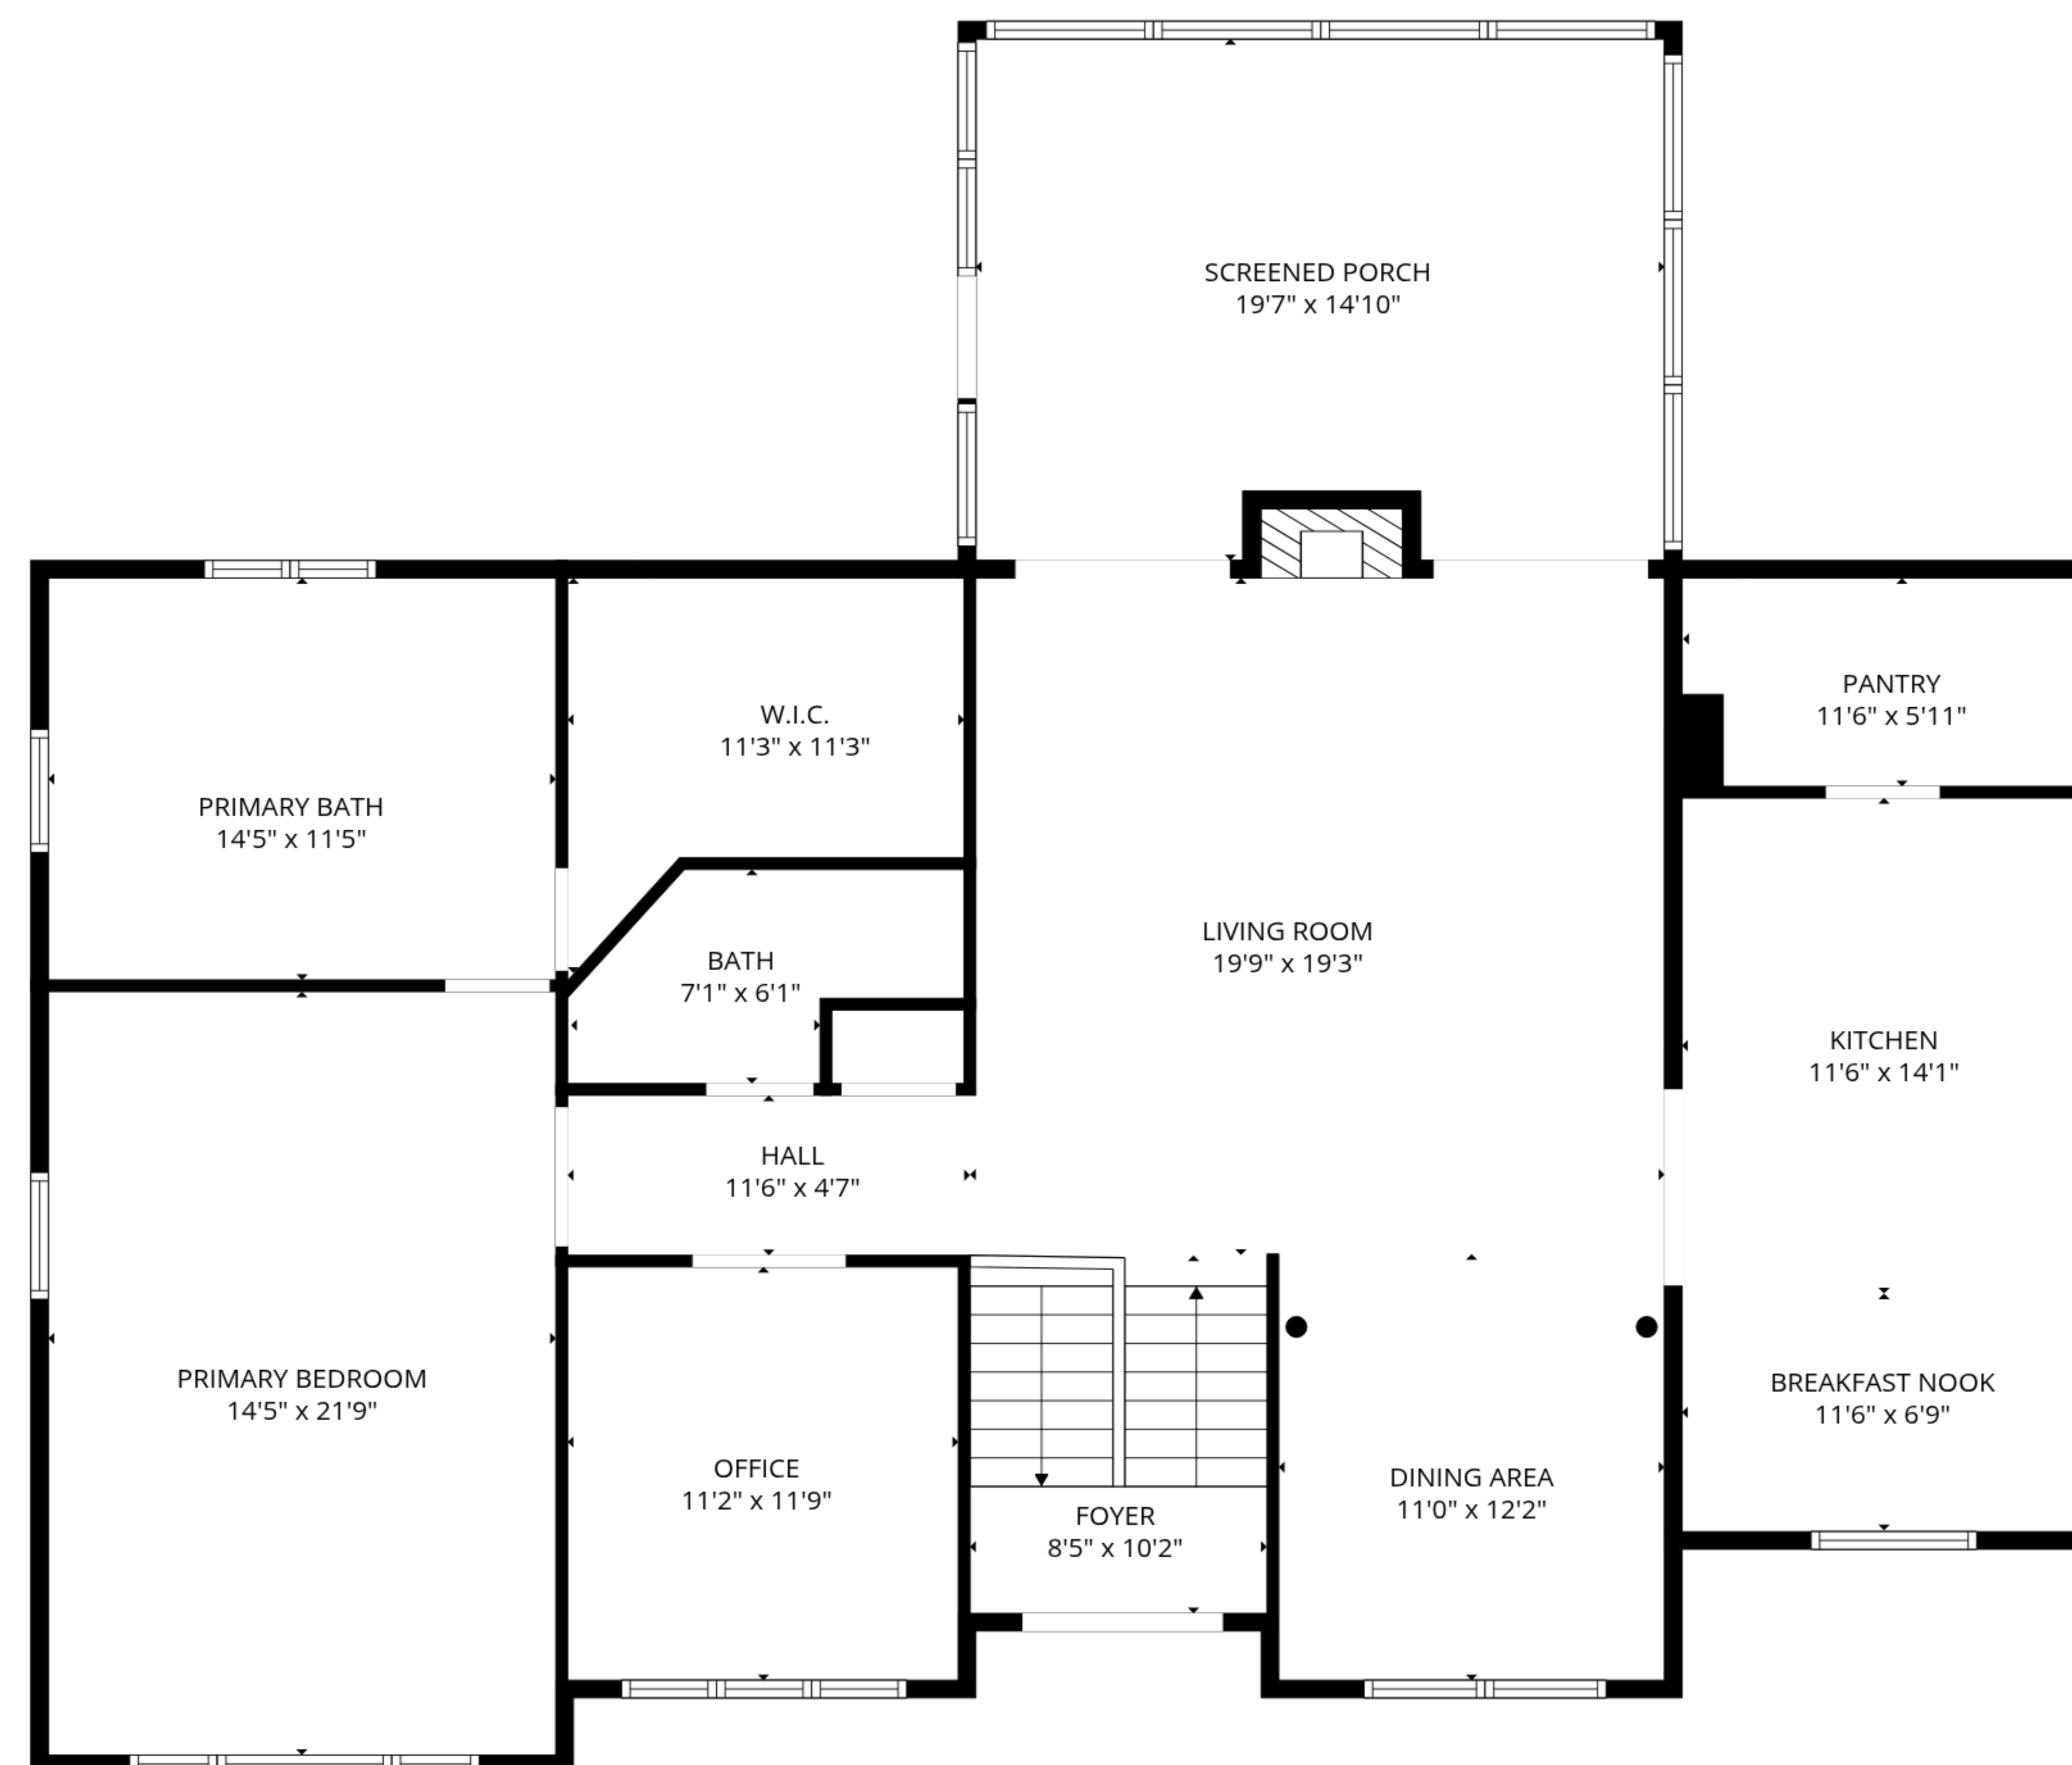 SCREENED PORCH
19'7" x 14'10"
PANTRY
11'6" x 5'11"
W.I.C.
11'3" x 11'3"
PRIMARY BATH
14'5" x 11'5"
LIVING ROOM
19'9" x 19'3"
BATH
7'1" x 6'1"
KITCHEN
11'6" x 14'1"
HALL
11'6" x 4'7"
PRIMARY BEDROOM
14'5" x 21'9"
BREAKFAST NOOK
11'6" x 6'9"
OFFICE
11'2" x 11'9"
DINING AREA
11'0" x 12'2"
FOYER
8'5" x 10'2"